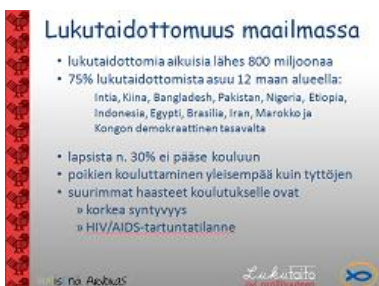 Lukutaidottomuus maailmassa
• lukutaidottomia aikuisia lähes 800 miljoonaa
• 75% lukutaidottomista asuu 12 maan alueella:
Intia, Kiina, Bangladesh, Pakistan, Nigeria, Etiopia,
Indonesia, Egypti, Brasilia, Iran, Marokko ja
Kongon demokraattinen tasavalta
• lapsista n. 30% ei pääse kouluun
• poikien kouluttaminen yleisempää kuin tyttöjen
• suurimmat haasteet koulutukselle ovat
» korkea syntyvyys
» HIV/AIDS-tartuntatilanne
Lukutaito